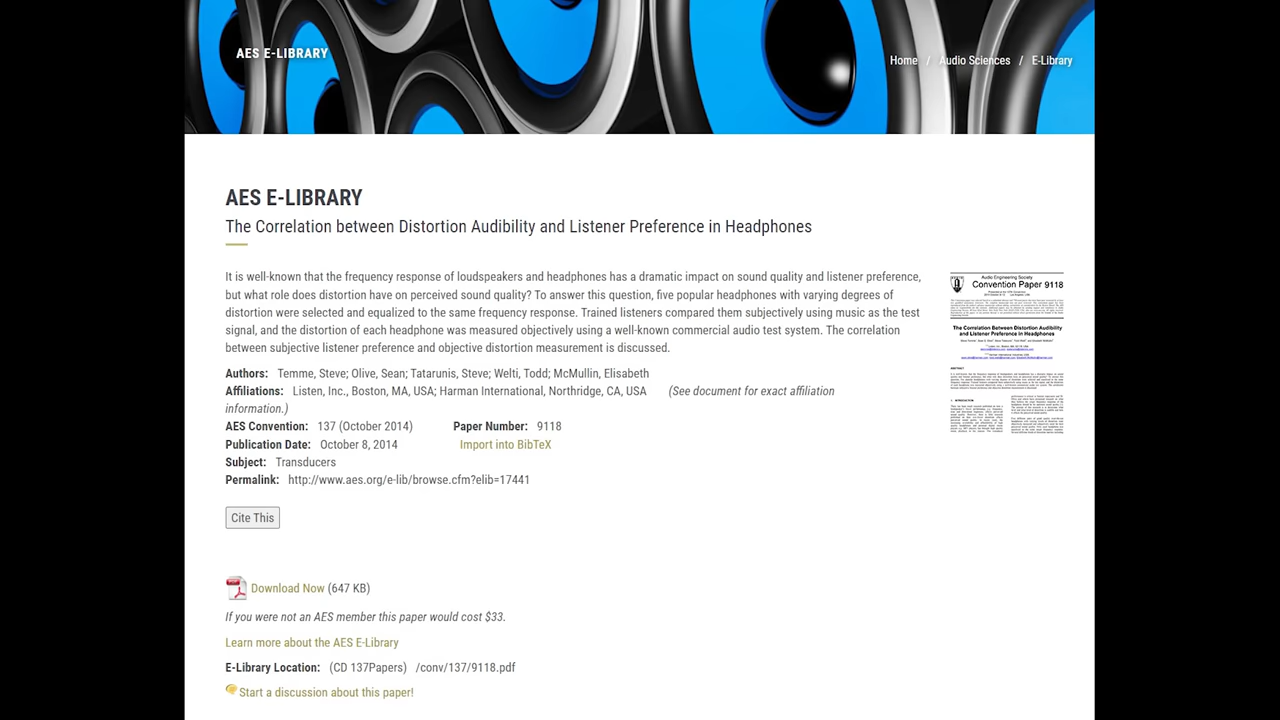 AES E-LIBRARY
Home / Audio Sciences / E-Library
AES E-LIBRARY
The Correlation between Distortion Audibility and Listener Preference in Headphones
It is well-known that the frequency response of loudspeakers and headphones has a dramatic impact on sound quality and listener preference,
but what role does distortion have on perceived sound quality? To answer this question, five popular headphones with varying degrees of
distortion were selected and equalized to the same frequency response. Trained listeners compared them subjectively using music as the test
signal, and the distortion of each headphone was measured objectively using a well-known commercial audio test system. The correlation
between subjective listener preference and objective distortion measurement is discussed.
Authors: Temme, Steve; Olive, Sean; Tatarunis, Steve; Welti, Todd; McMullin, Elisabeth
Affiliations: Listen, Inc., Boston, MA, USA; Harman International, Northridge, CA, USA (See document for exact affiliation
information.)
AES Convention: 137 (October 2014) Paper Number: 9118
Publication Date: October 8, 2014 Import into BibTeX
Subject: Transducers
Permalink: http://www.aes.org/e-lib/browse.cfm?elib=17441
Cite This
Download Now (647 KB)
If you were not an AES member this paper would cost $33.
Learn more about the AES E-Library
E-Library Location: (CD 137Papers) /conv/137/9118.pdf
Start a discussion about this paper!
Audio Engineering Society
Convention Paper 9118
The Correlation Between Distortion Audibility
and Listener Preference in Headphones